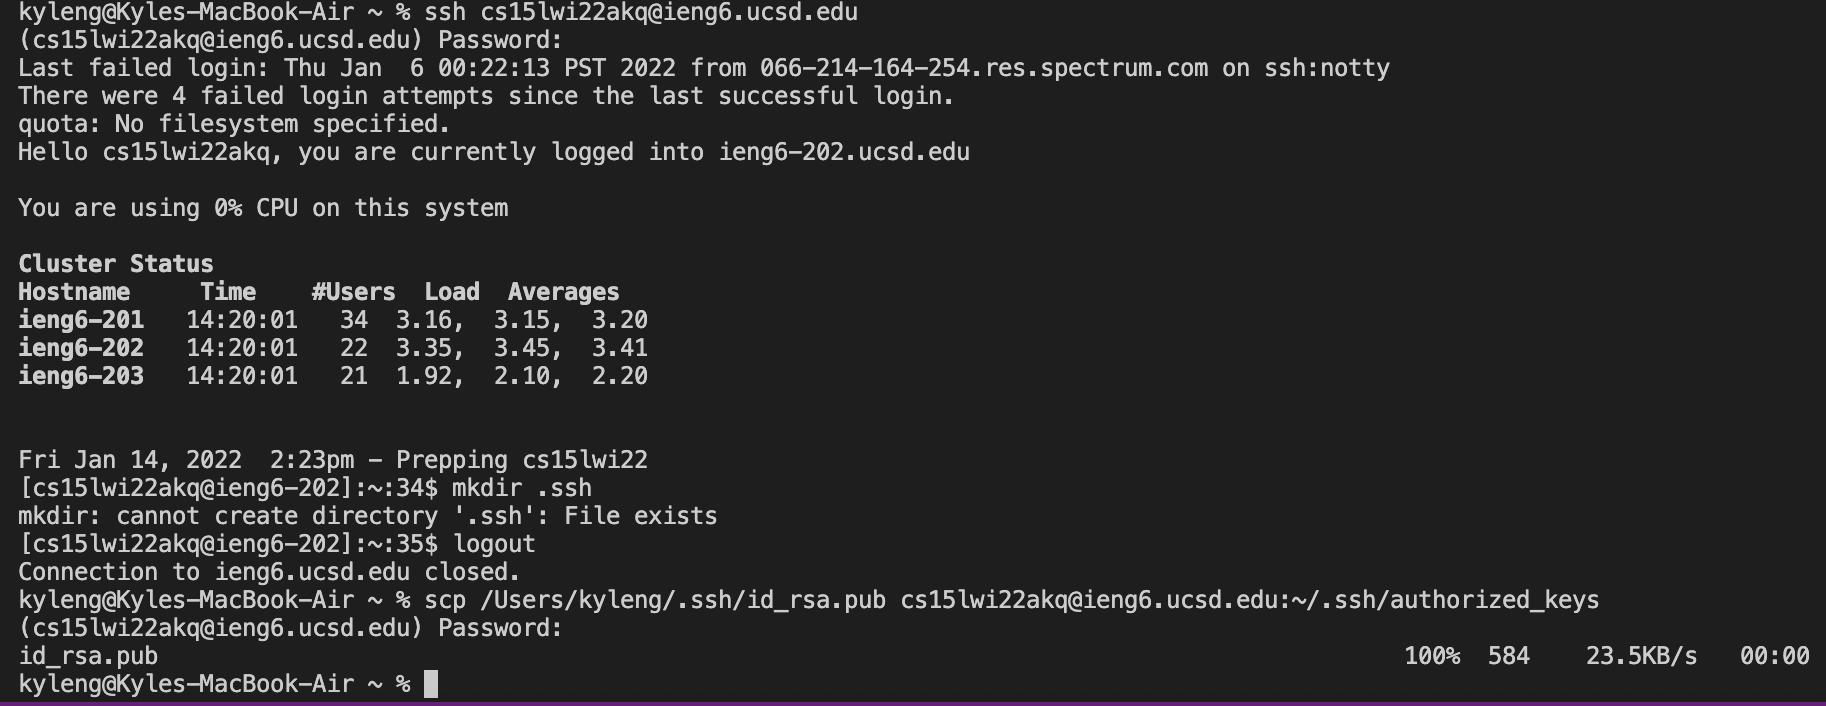 kyleng@Kyles-MacBook-Air ~ % ssh cs15lwi22akq@ieng6.ucsd.edu
(cs15lwi22akq@ieng6.ucsd.edu) Password:
Last failed login: Thu Jan  6 00:22:13 PST 2022 from 066-214-164-254.res.spectrum.com on ssh:notty
There were 4 failed login attempts since the last successful login.
quota: No filesystem specified.
Hello cs15lwi22akq, you are currently logged into ieng6-202.ucsd.edu
You are using 0% CPU on this system
Cluster Status
Hostname     Time    #Users  Load  Averages
ieng6-201   14:20:01   34  3.16,  3.15,  3.20
ieng6-202   14:20:01   22  3.35,  3.45,  3.41
ieng6-203   14:20:01   21  1.92,  2.10,  2.20
Fri Jan 14, 2022  2:23pm - Prepping cs15lwi22
[cs15lwi22akq@ieng6-202]:~:34$ mkdir .ssh
mkdir: cannot create directory '.ssh': File exists
[cs15lwi22akq@ieng6-202]:~:35$ logout
Connection to ieng6.ucsd.edu closed.
kyleng@Kyles-MacBook-Air ~ % scp /Users/kyleng/.ssh/id_rsa.pub cs15lwi22akq@ieng6.ucsd.edu:~/.ssh/authorized_keys
(cs15lwi22akq@ieng6.ucsd.edu) Password:
id_rsa.pub 100%  584    23.5KB/s   00:00
kyleng@Kyles-MacBook-Air ~ %